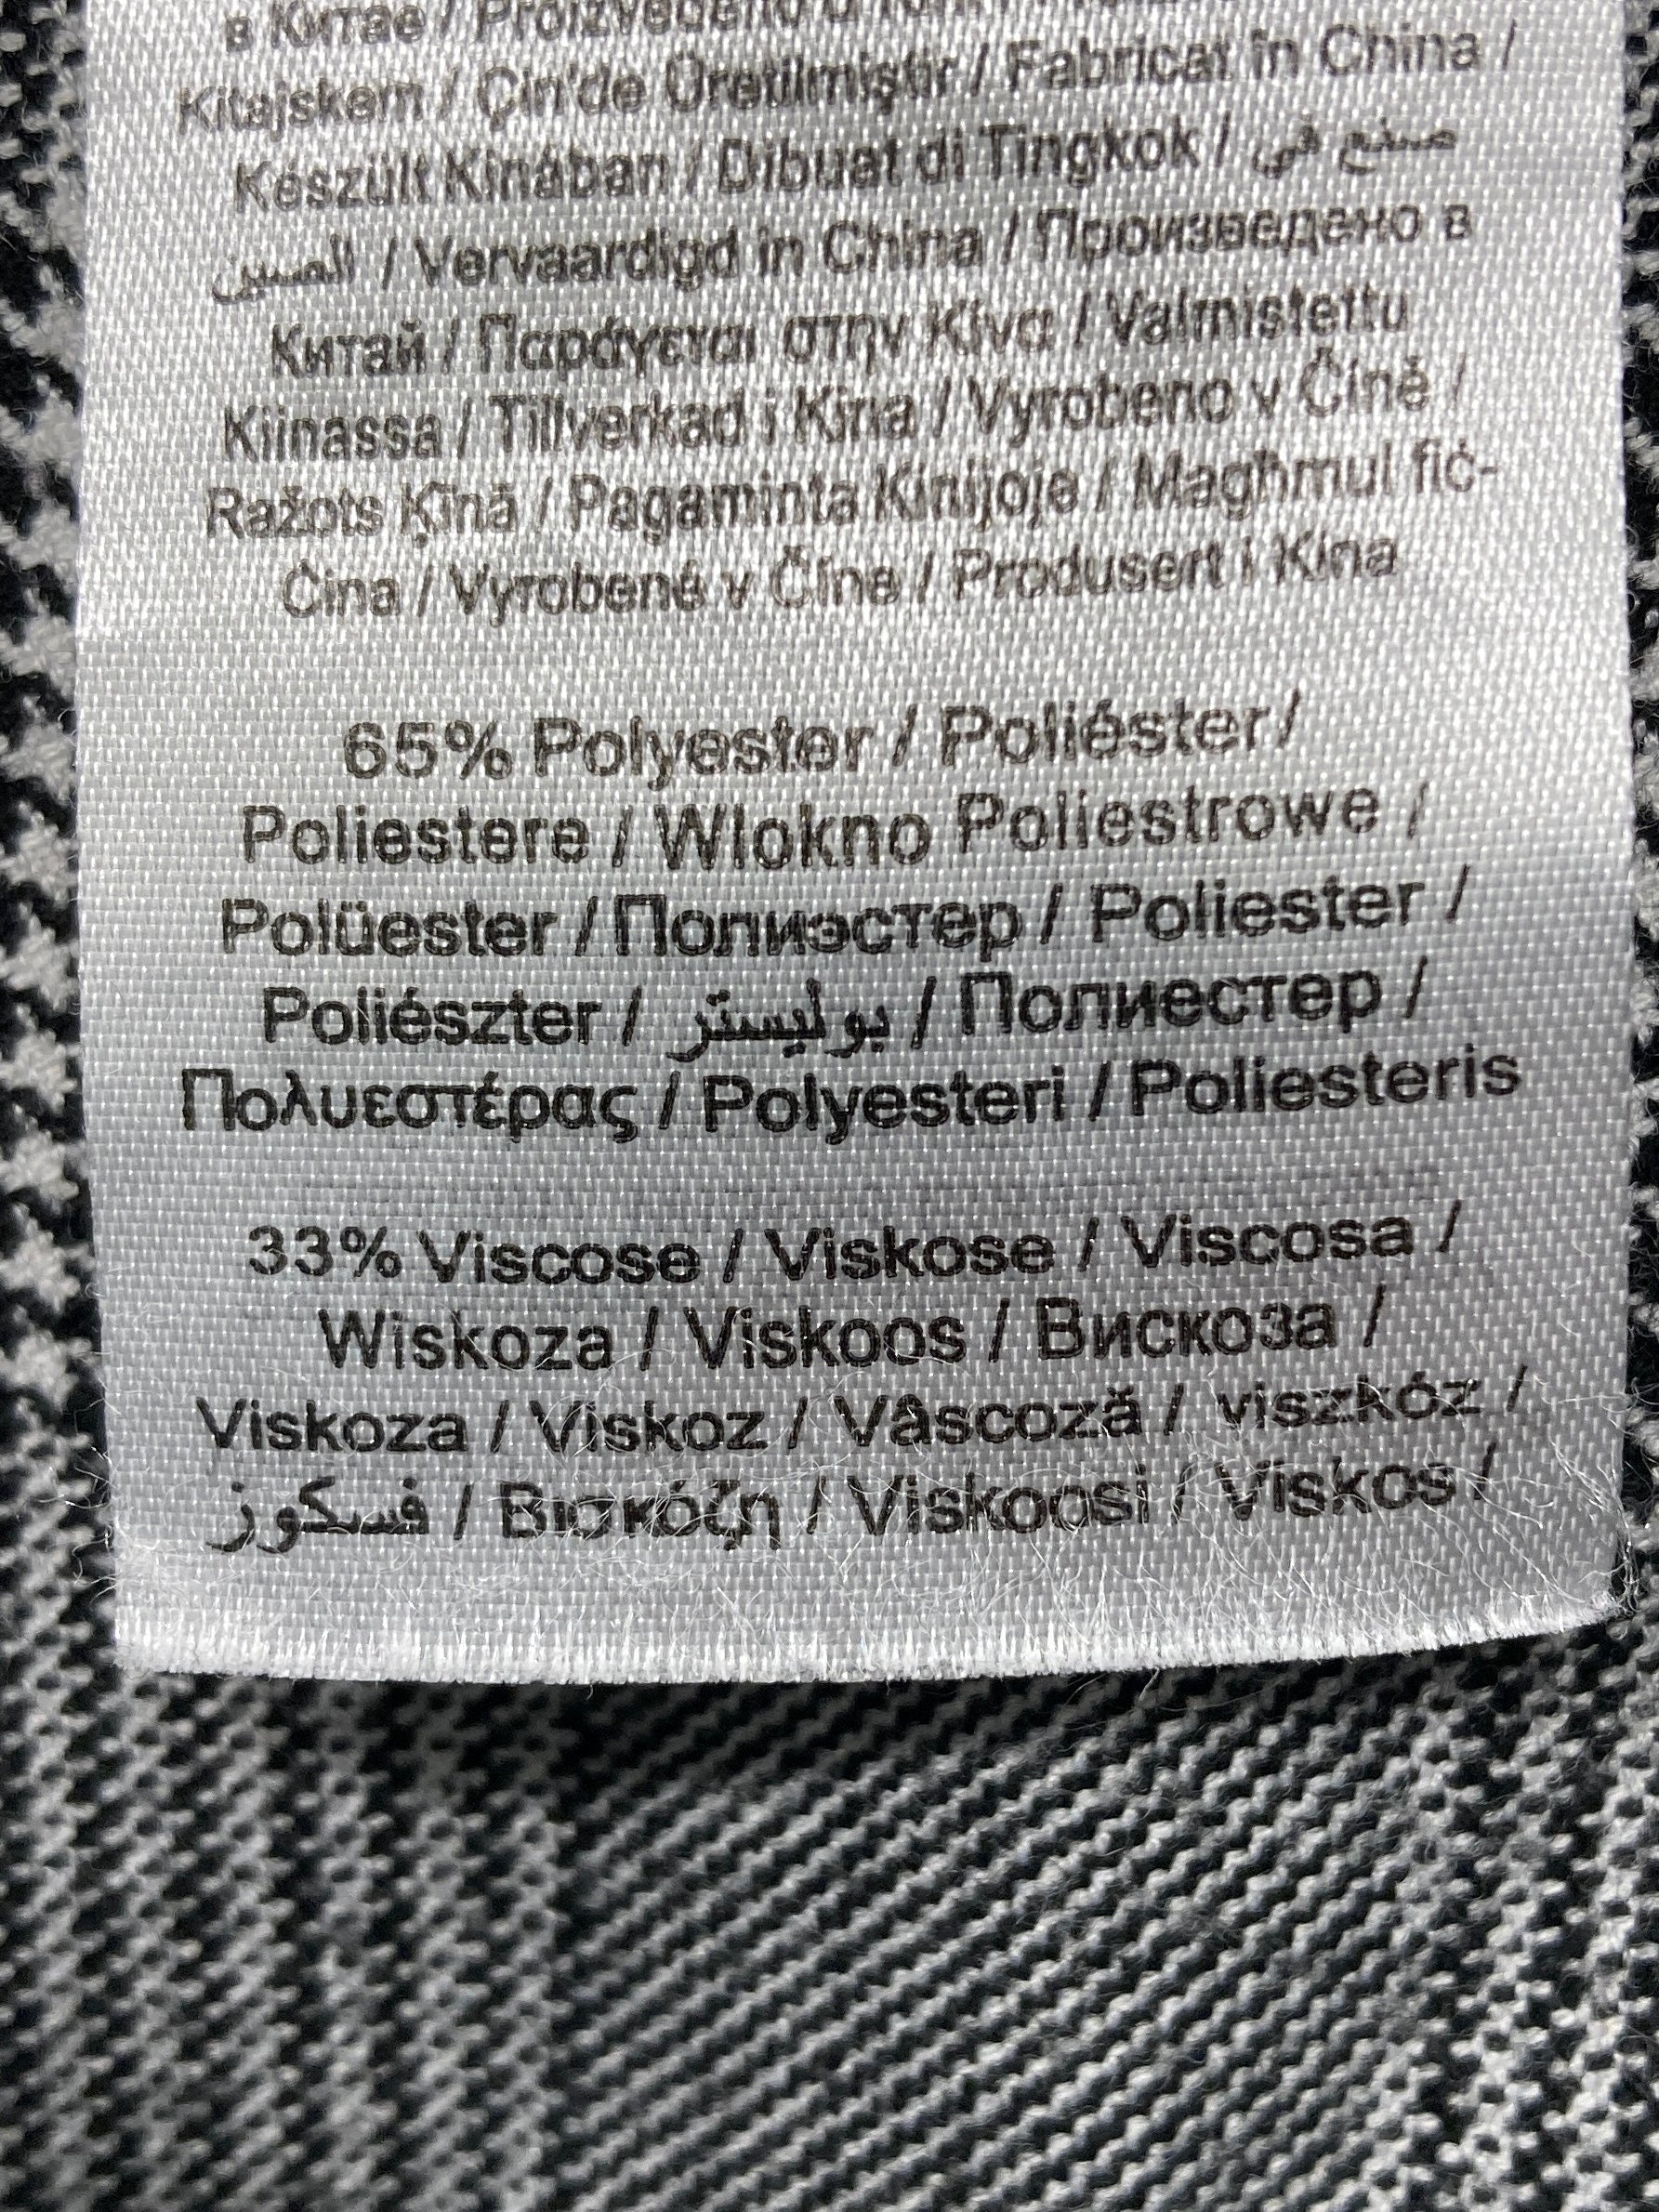 в Китае / Proizvedeno u
Kitajskem / Çin'de Üretilmiştir / Fabricat în China /
Készült Kínában / Dibuat di Tingkok / صنع في
الصين / Vervaardigd in China / Произведено в
Китай / Παράγεται στην Κίνα / Valmistettu
Kiinassa / Tillverkad i Kina / Vyrobeno v Číně /
Ražots Ķīnā / Pagaminta Kinijoje / Magħmul fiċ-
Ċina / Vyrobené v Číne / Produsert i Kina
65% Polyester / Poliéster/
Poliestere / Wlokno Poliestrowe /
Polüester / Полиэстер / Poliester /
Poliészter / بوليستر / Полиестер /
Πολυεστέρας / Polyesteri / Poliesteris
33% Viscose / Viskose / Viscosa /
Wiskoza / Viskoos / Вискоза /
Viskoza / Viskoz / Vâscoză / viszkóz /
فسكوز / Βισκόζη / Viskoosi / Viskos /